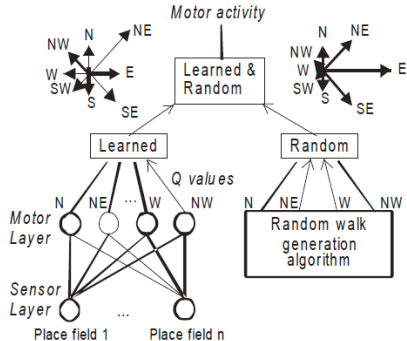 Motor activity
N
NE
NW
W
E
SW
S
SE
Learned &
Random
N
NE
NW
W
E
SW
S
SE
Learned
Random
Q values
N NE ... W NW
N NE W NW
Motor
Layer
Random walk
generation
algorithm
Sensor
Layer
...
Place field 1
Place field n